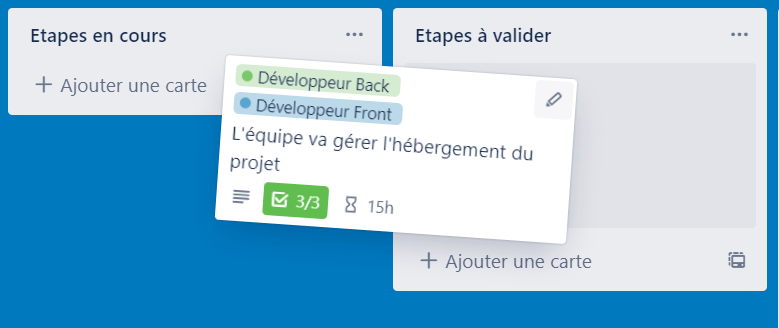 Etapes en cours
Ajouter une carte
Etapes à valider
Développeur Back
Développeur Front
L'équipe va gérer l'hébergement du
projet
3/3
15h
Ajouter une carte